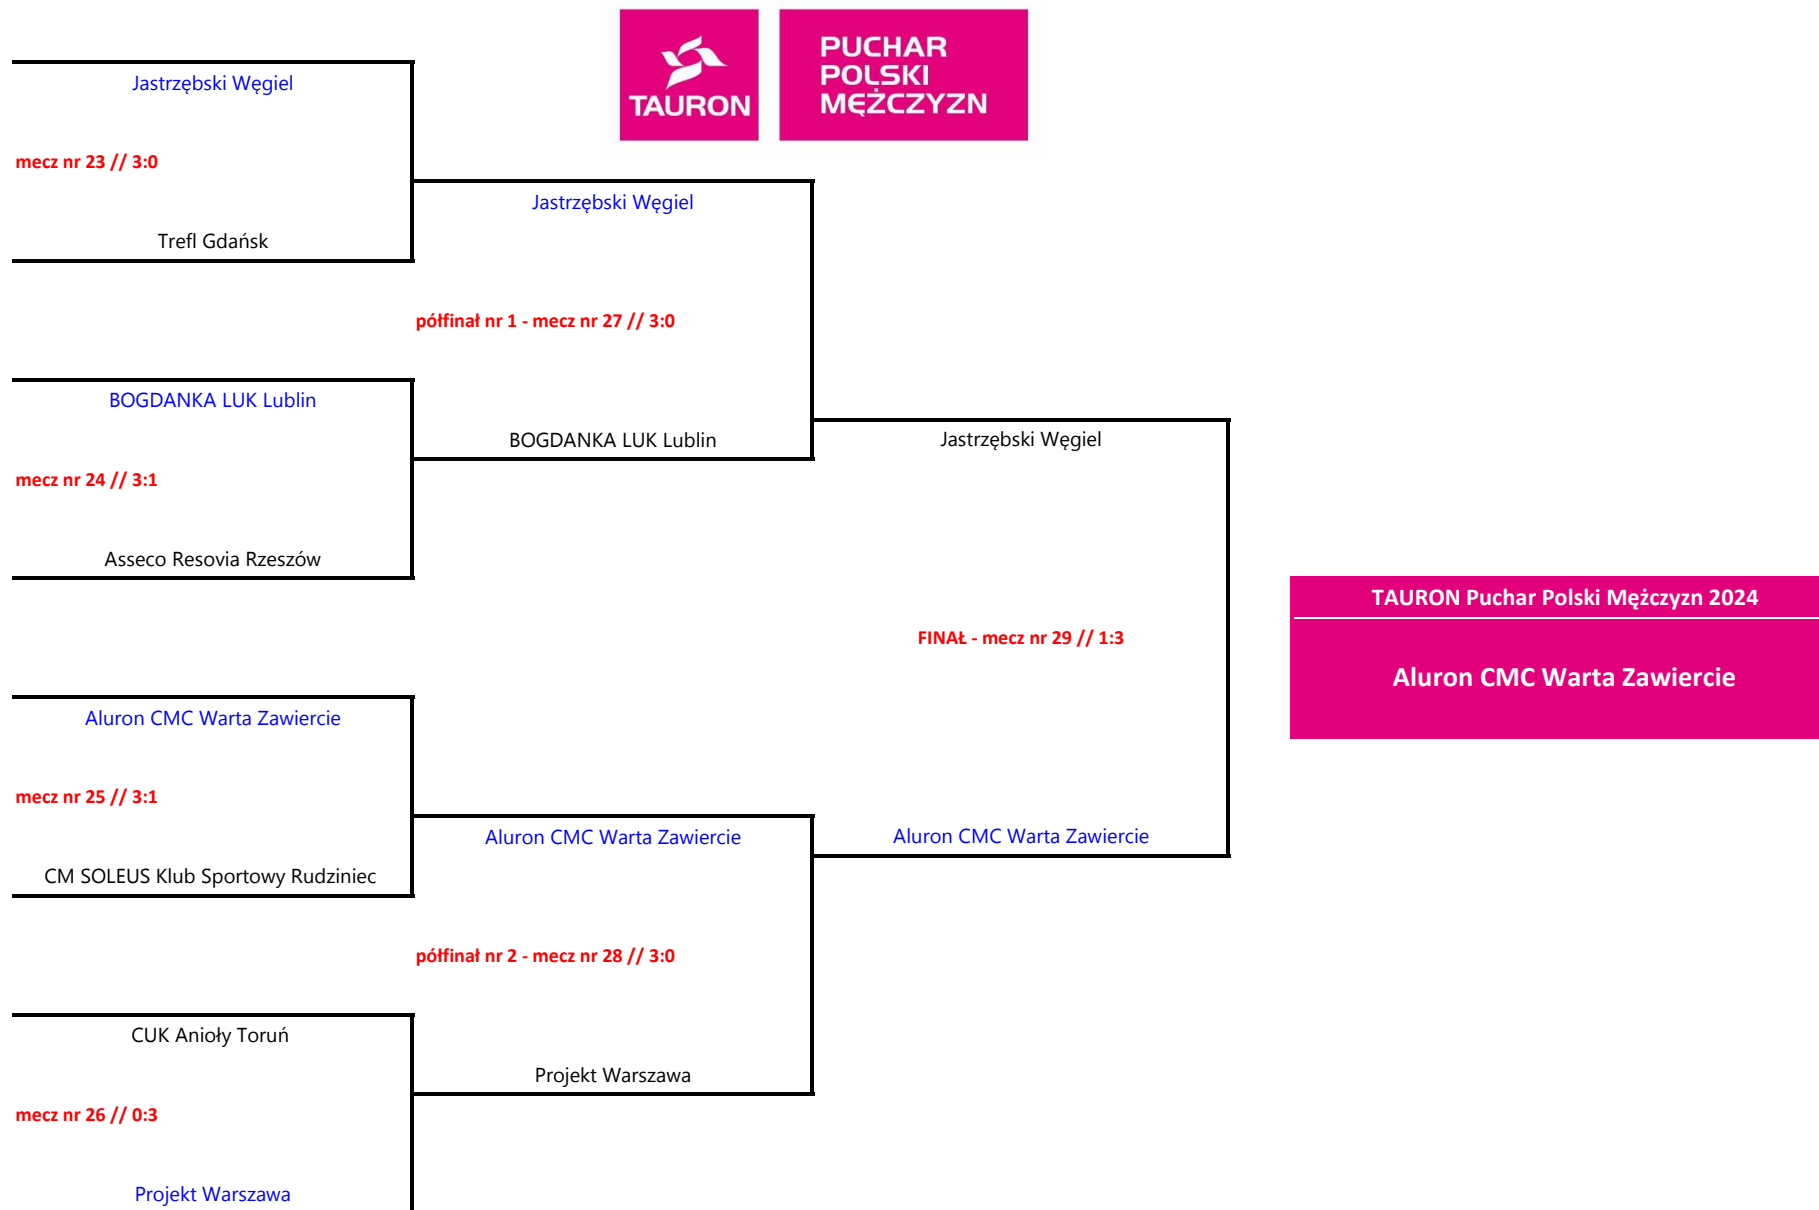 TAURON
PUCHAR
POLSKI
MĘŻCZYZN
Jastrzębski Węgiel
mecz nr 23 // 3:0
Trefl Gdańsk
Jastrzębski Węgiel
półfinał nr 1 - mecz nr 27 // 3:0
BOGDANKA LUK Lublin
BOGDANKA LUK Lublin
mecz nr 24 // 3:1
Asseco Resovia Rzeszów
Jastrzębski Węgiel
FINAŁ - mecz nr 29 // 1:3
Aluron CMC Warta Zawiercie
TAURON Puchar Polski Mężczyzn 2024
Aluron CMC Warta Zawiercie
Aluron CMC Warta Zawiercie
mecz nr 25 // 3:1
CM SOLEUS Klub Sportowy Rudziniec
Aluron CMC Warta Zawiercie
półfinał nr 2 - mecz nr 28 // 3:0
Projekt Warszawa
CUK Anioły Toruń
mecz nr 26 // 0:3
Projekt Warszawa